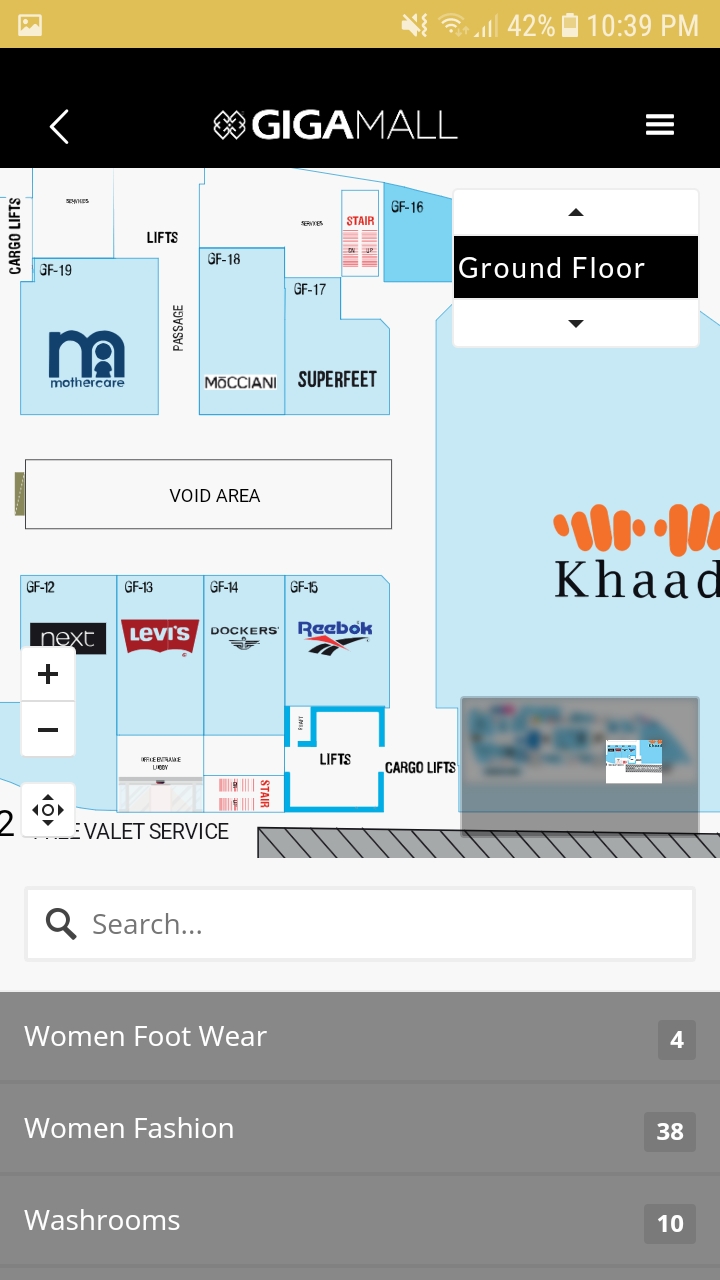 42% 10:39 PM
GIGAMALL
CARGO LIFTS
SERVICES
LIFTS
SERVICES
STAIR
DN UP
GF-16
Ground Floor
GF-19
mothercare
PASSAGE
GF-18
MōCCIANI
GF-17
SUPERFEET
VOID AREA
Khaad
GF-12
next
GF-13
LEVI'S
GF-14
DOCKERS
GF-15
Reebok
OFFICE ENTRANCE
LOBBY
STAIR
LIFTS
CARGO LIFTS
2
VALET SERVICE
Search...
Women Foot Wear 4
Women Fashion 38
Washrooms 10